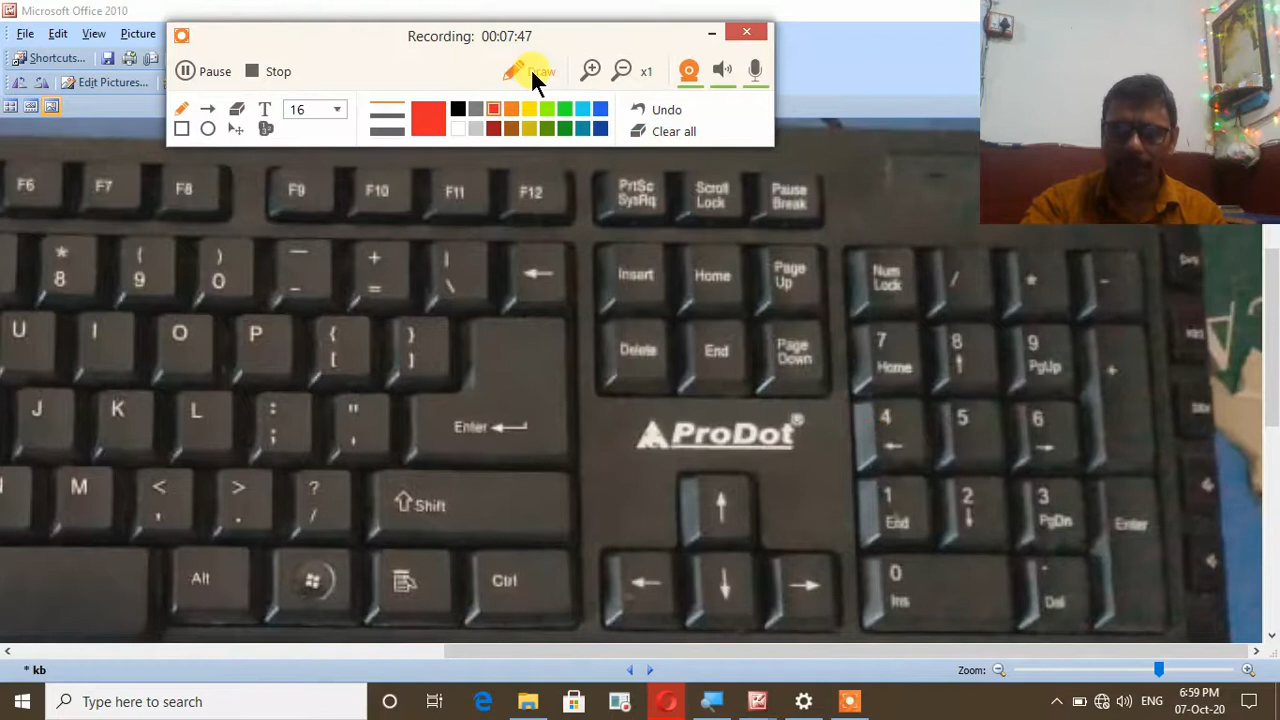 Microsoft Office 2010
File Edit View Picture
Shortcuts...
Edit Pictures...
Recording: 00:07:47
Pause Stop Draw x1
T 16 Undo
Clear all
F6 F7 F8 F9 F10 F11 F12 PrtSc SysRq Scroll Lock Pause Break
* 8 ( 9 ) 0 — - + = | \ ← Insert Home Page Up Num Lock / * -
U I O P { [ } ] Delete End Page Down 7 Home 8 ↑ 9 PgUp +
J K L : ; " ' Enter ← ProDot® 4 ← 5 6 →
M < , > . ? / ⇧ Shift ↑ 1 End 2 ↓ 3 PgDn Enter
Alt Ctrl ← ↓ → 0 Ins . Del
* kb
Zoom:
Type here to search
ENG
6:59 PM
07-Oct-20